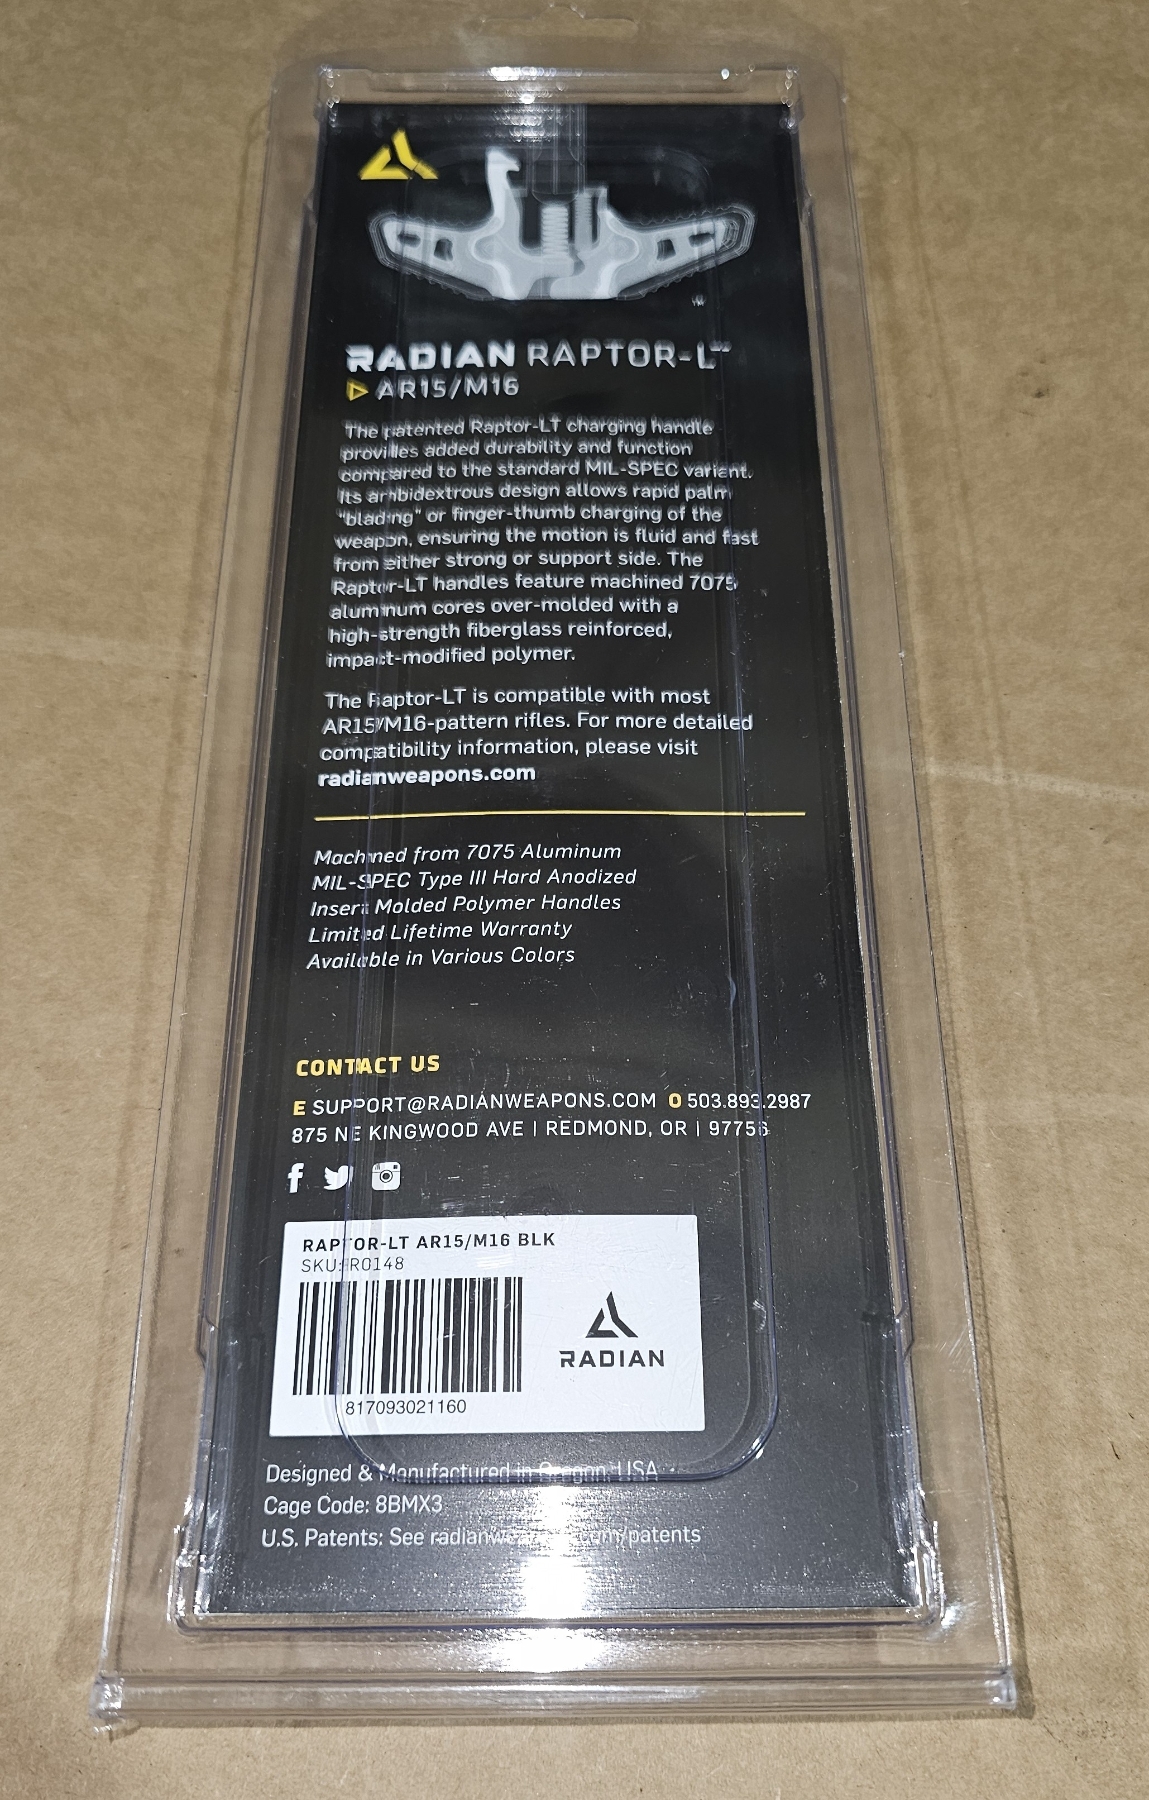 RADIAN RAPTOR-LT™
AR15/M16
The patented Raptor-LT charging handle
provides added durability and function
compared to the standard MIL-SPEC variant.
Its ambidextrous design allows rapid palm
"blading" or finger-thumb charging of the
weapon, ensuring the motion is fluid and fast
from either strong or support side. The
Raptor-LT handles feature machined 7075
aluminum cores over-molded with a
high-strength fiberglass reinforced,
impact-modified polymer.
The Raptor-LT is compatible with most
AR15/M16-pattern rifles. For more detailed
compatibility information, please visit
radianweapons.com
Machined from 7075 Aluminum
MIL-SPEC Type III Hard Anodized
Insert Molded Polymer Handles
Limited Lifetime Warranty
Available in Various Colors
CONTACT US
E SUPPORT@RADIANWEAPONS.COM O 503.893.2987
875 NE KINGWOOD AVE | REDMOND, OR | 97756
RAPTOR-LT AR15/M16 BLK
SKU: R0148
RADIAN
817093021160
Designed & Manufactured in Oregon, USA
Cage Code: 8BMX3
U.S. Patents: See radianweapons.com/patents